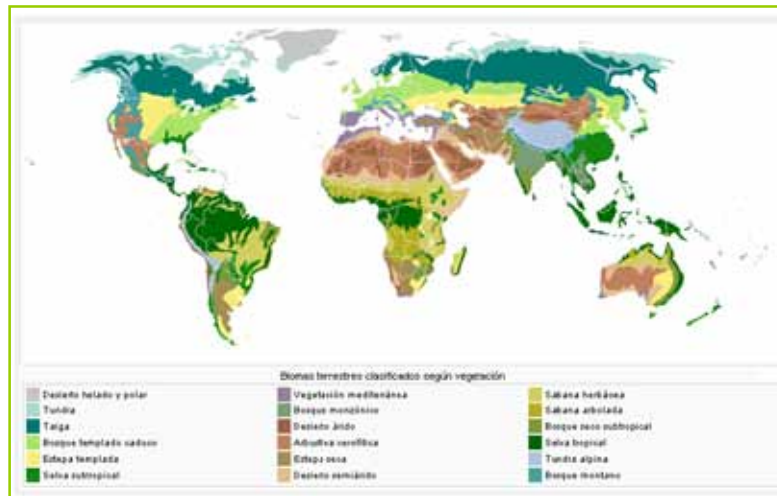 Biomas terrestres clasificados según vegetación
Desierto helado y polar
Tundra
Taiga
Bosque templado caduco
Estepa templada
Selva subtropical
Vegetación mediterránea
Bosque monzónico
Desierto árido
Arbustiva xerofítica
Estepa seca
Desierto semiárido
Sabana herbácea
Sabana arbolada
Bosque seco subtropical
Selva tropical
Tundra alpina
Bosque montano